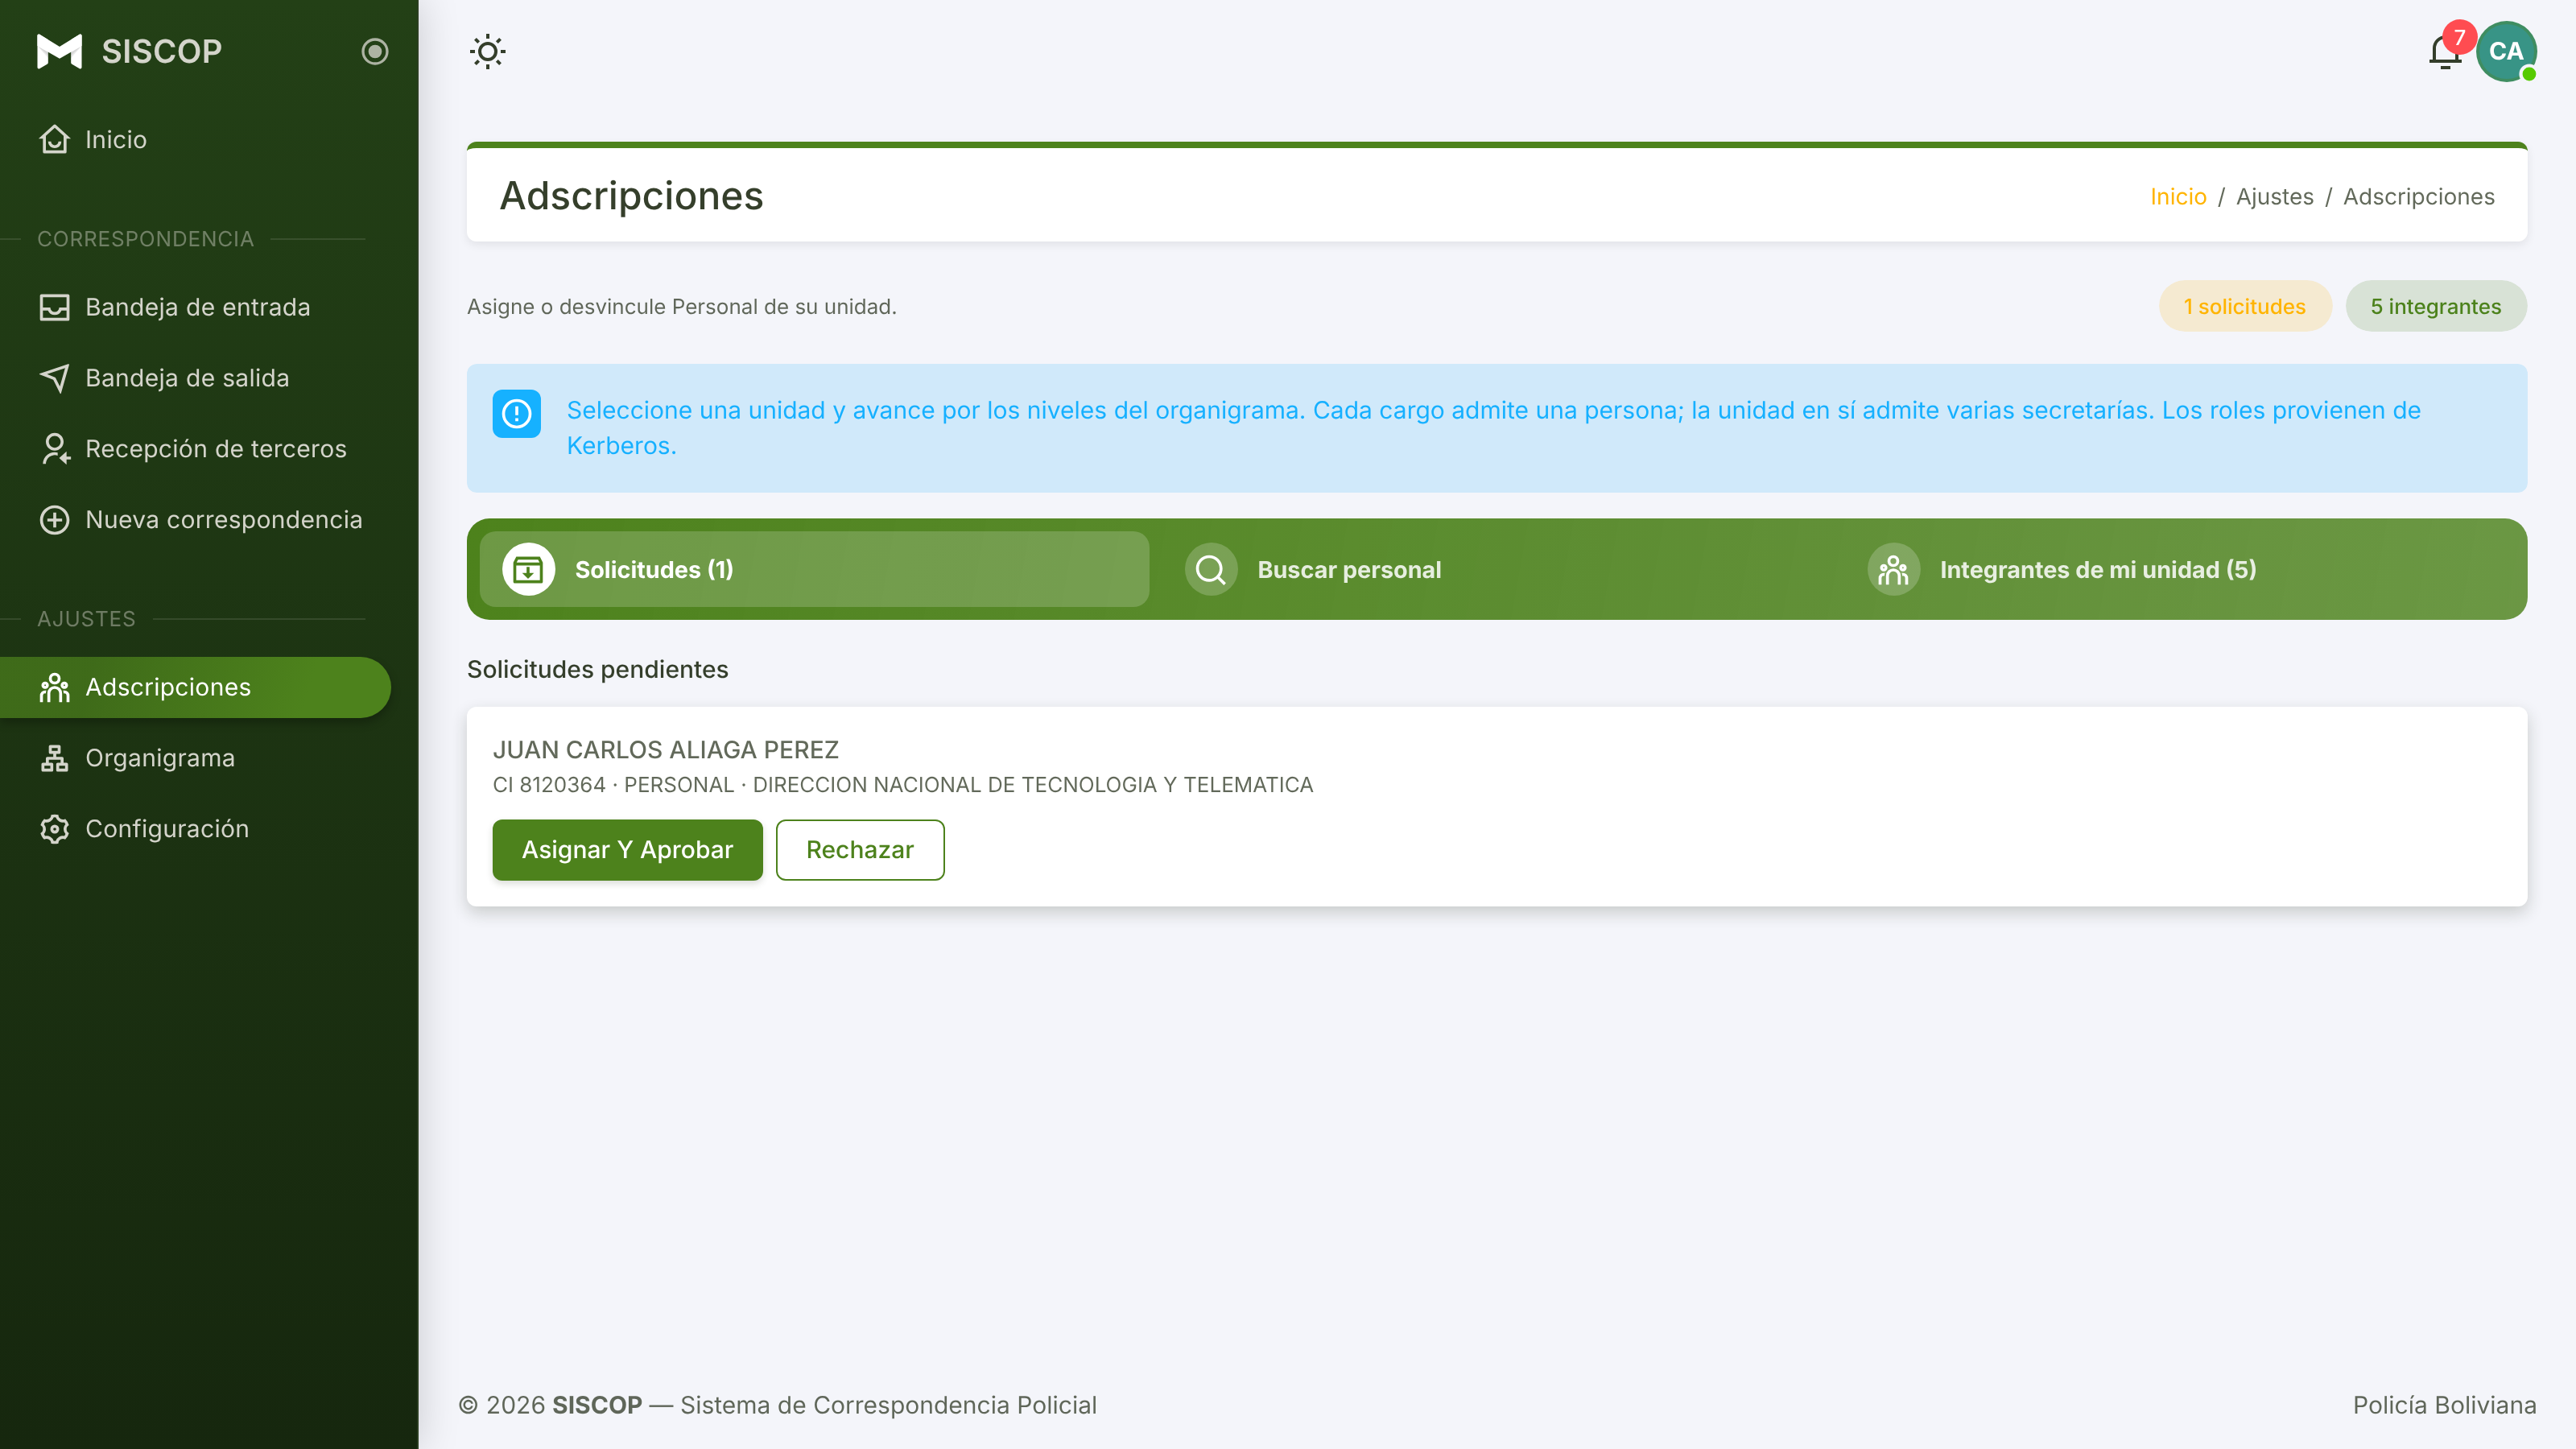 SISCOP
7
CA
Inicio
CORRESPONDENCIA
Bandeja de entrada
Bandeja de salida
Recepción de terceros
Nueva correspondencia
AJUSTES
Adscripciones
Organigrama
Configuración
Adscripciones
Inicio / Ajustes / Adscripciones
Asigne o desvincule Personal de su unidad.
1 solicitudes
5 integrantes
Seleccione una unidad y avance por los niveles del organigrama. Cada cargo admite una persona; la unidad en sí admite varias secretarías. Los roles provienen de
Kerberos.
Solicitudes (1)
Buscar personal
Integrantes de mi unidad (5)
Solicitudes pendientes
JUAN CARLOS ALIAGA PEREZ
CI 8120364 · PERSONAL · DIRECCION NACIONAL DE TECNOLOGIA Y TELEMATICA
Asignar Y Aprobar
Rechazar
© 2026 SISCOP — Sistema de Correspondencia Policial
Policía Boliviana